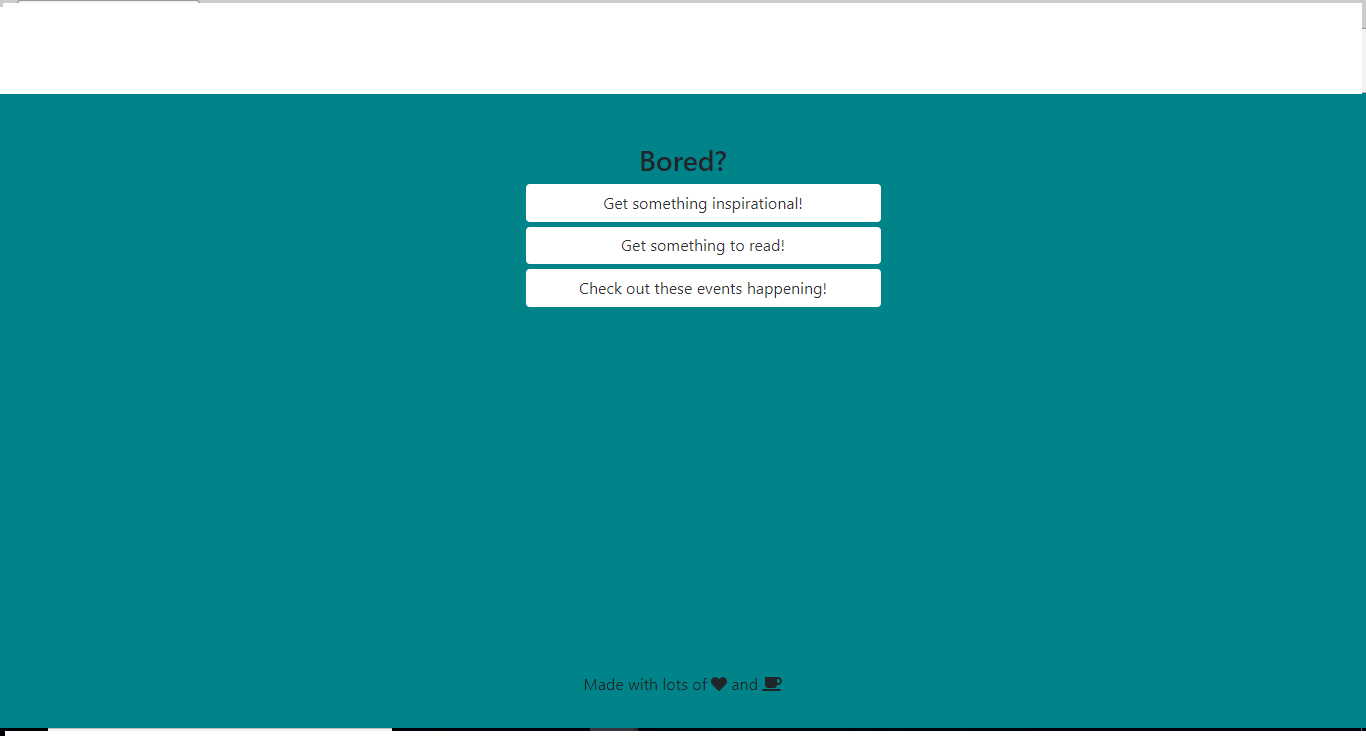 Bored?
Get something inspirational!
Get something to read!
Check out these events happening!
Made with lots of and